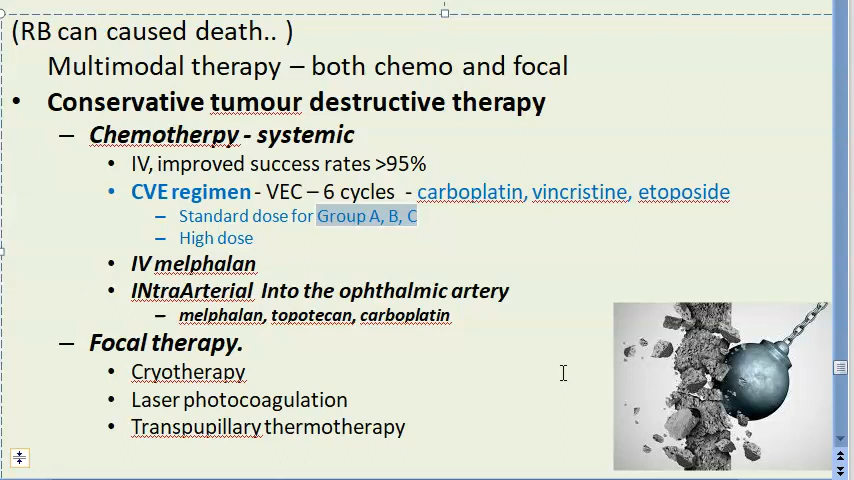 (RB can caused death.. )
Multimodal therapy – both chemo and focal
• Conservative tumour destructive therapy
– Chemotherpy - systemic
• IV, improved success rates >95%
• CVE regimen - VEC – 6 cycles - carboplatin, vincristine, etoposide
– Standard dose for Group A, B, C
– High dose
• IV melphalan
• INtraArterial Into the ophthalmic artery
– melphalan, topotecan, carboplatin
– Focal therapy.
• Cryotherapy
• Laser photocoagulation
• Transpupillary thermotherapy